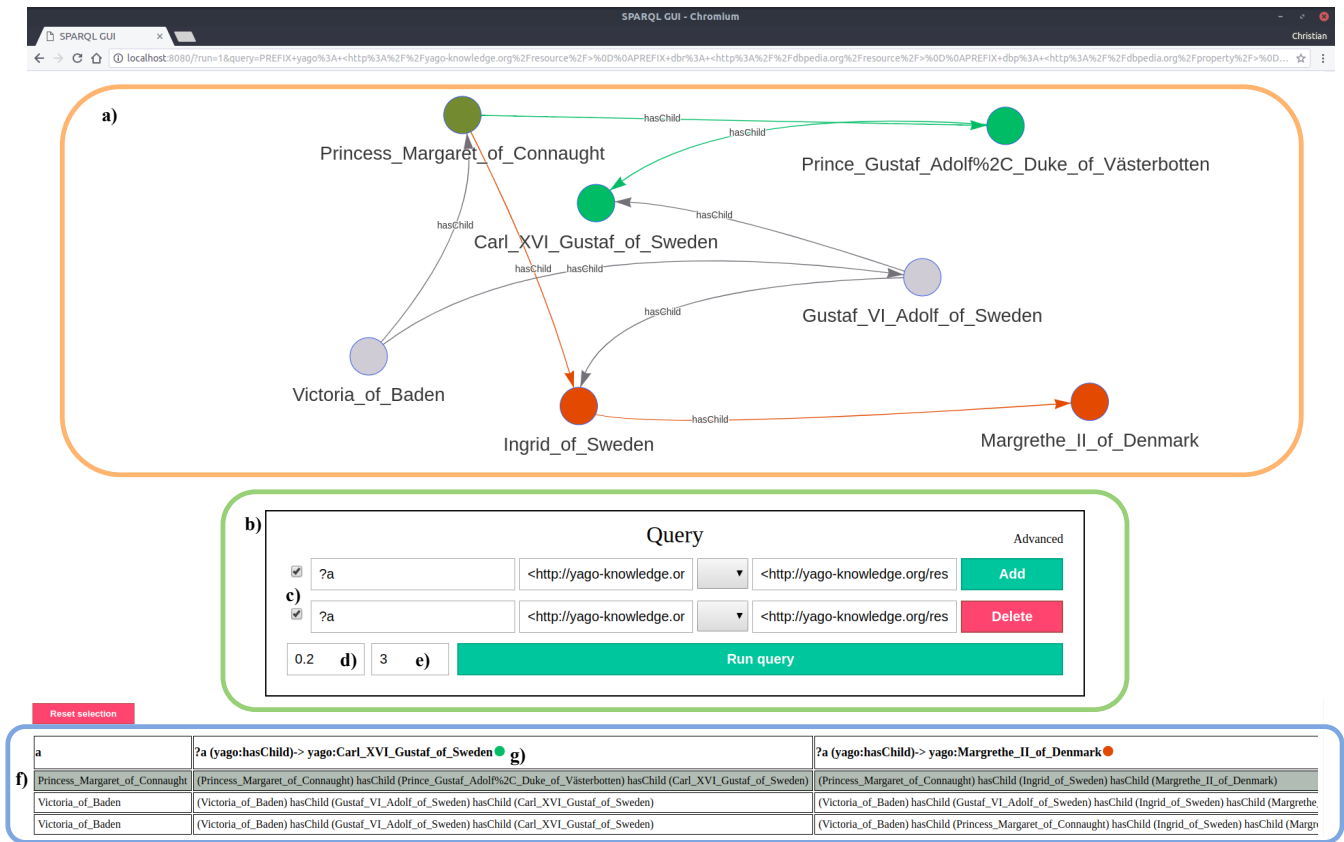 SPARQL GUI - Chromium
SPARQL GUI ×
Christian
localhost:8080/?run=1&query=PREFIX+yago%3A+<http%3A%2F%2Fyago-knowledge.org%2Fresource%2F>%0D%0APREFIX+dbr%3A+<http%3A%2F%2Fdbpedia.org%2Fresource%2F>%0D%0APREFIX+dbp%3A+<http%3A%2F%2Fdbpedia.org%2Fproperty%2F>%0D...
a)
hasChild
hasChild
Princess_Margaret_of_Connaught
Prince_Gustaf_Adolf%2C_Duke_of_Västerbotten
hasChild
hasChild
Carl_XVI_Gustaf_of_Sweden
hasChild hasChild
hasChild
Gustaf_VI_Adolf_of_Sweden
Victoria_of_Baden
hasChild
Ingrid_of_Sweden
Margrethe_II_of_Denmark
b)
Query
Advanced
?a <http://yago-knowledge.or <http://yago-knowledge.org/res Add
c)
?a <http://yago-knowledge.or <http://yago-knowledge.org/res Delete
0.2 d) 3 e) Run query
Reset selection
a ?a (yago:hasChild)-> yago:Carl_XVI_Gustaf_of_Sweden g) ?a (yago:hasChild)-> yago:Margrethe_II_of_Denmark
f) Princess_Margaret_of_Connaught (Princess_Margaret_of_Connaught) hasChild (Prince_Gustaf_Adolf%2C_Duke_of_Västerbotten) hasChild (Carl_XVI_Gustaf_of_Sweden) (Princess_Margaret_of_Connaught) hasChild (Ingrid_of_Sweden) hasChild (Margrethe_II_of_Denmark)
Victoria_of_Baden (Victoria_of_Baden) hasChild (Gustaf_VI_Adolf_of_Sweden) hasChild (Carl_XVI_Gustaf_of_Sweden) (Victoria_of_Baden) hasChild (Gustaf_VI_Adolf_of_Sweden) hasChild (Ingrid_of_Sweden) hasChild (Margrethe_
Victoria_of_Baden (Victoria_of_Baden) hasChild (Gustaf_VI_Adolf_of_Sweden) hasChild (Carl_XVI_Gustaf_of_Sweden) (Victoria_of_Baden) hasChild (Princess_Margaret_of_Connaught) hasChild (Ingrid_of_Sweden) hasChild (Margr